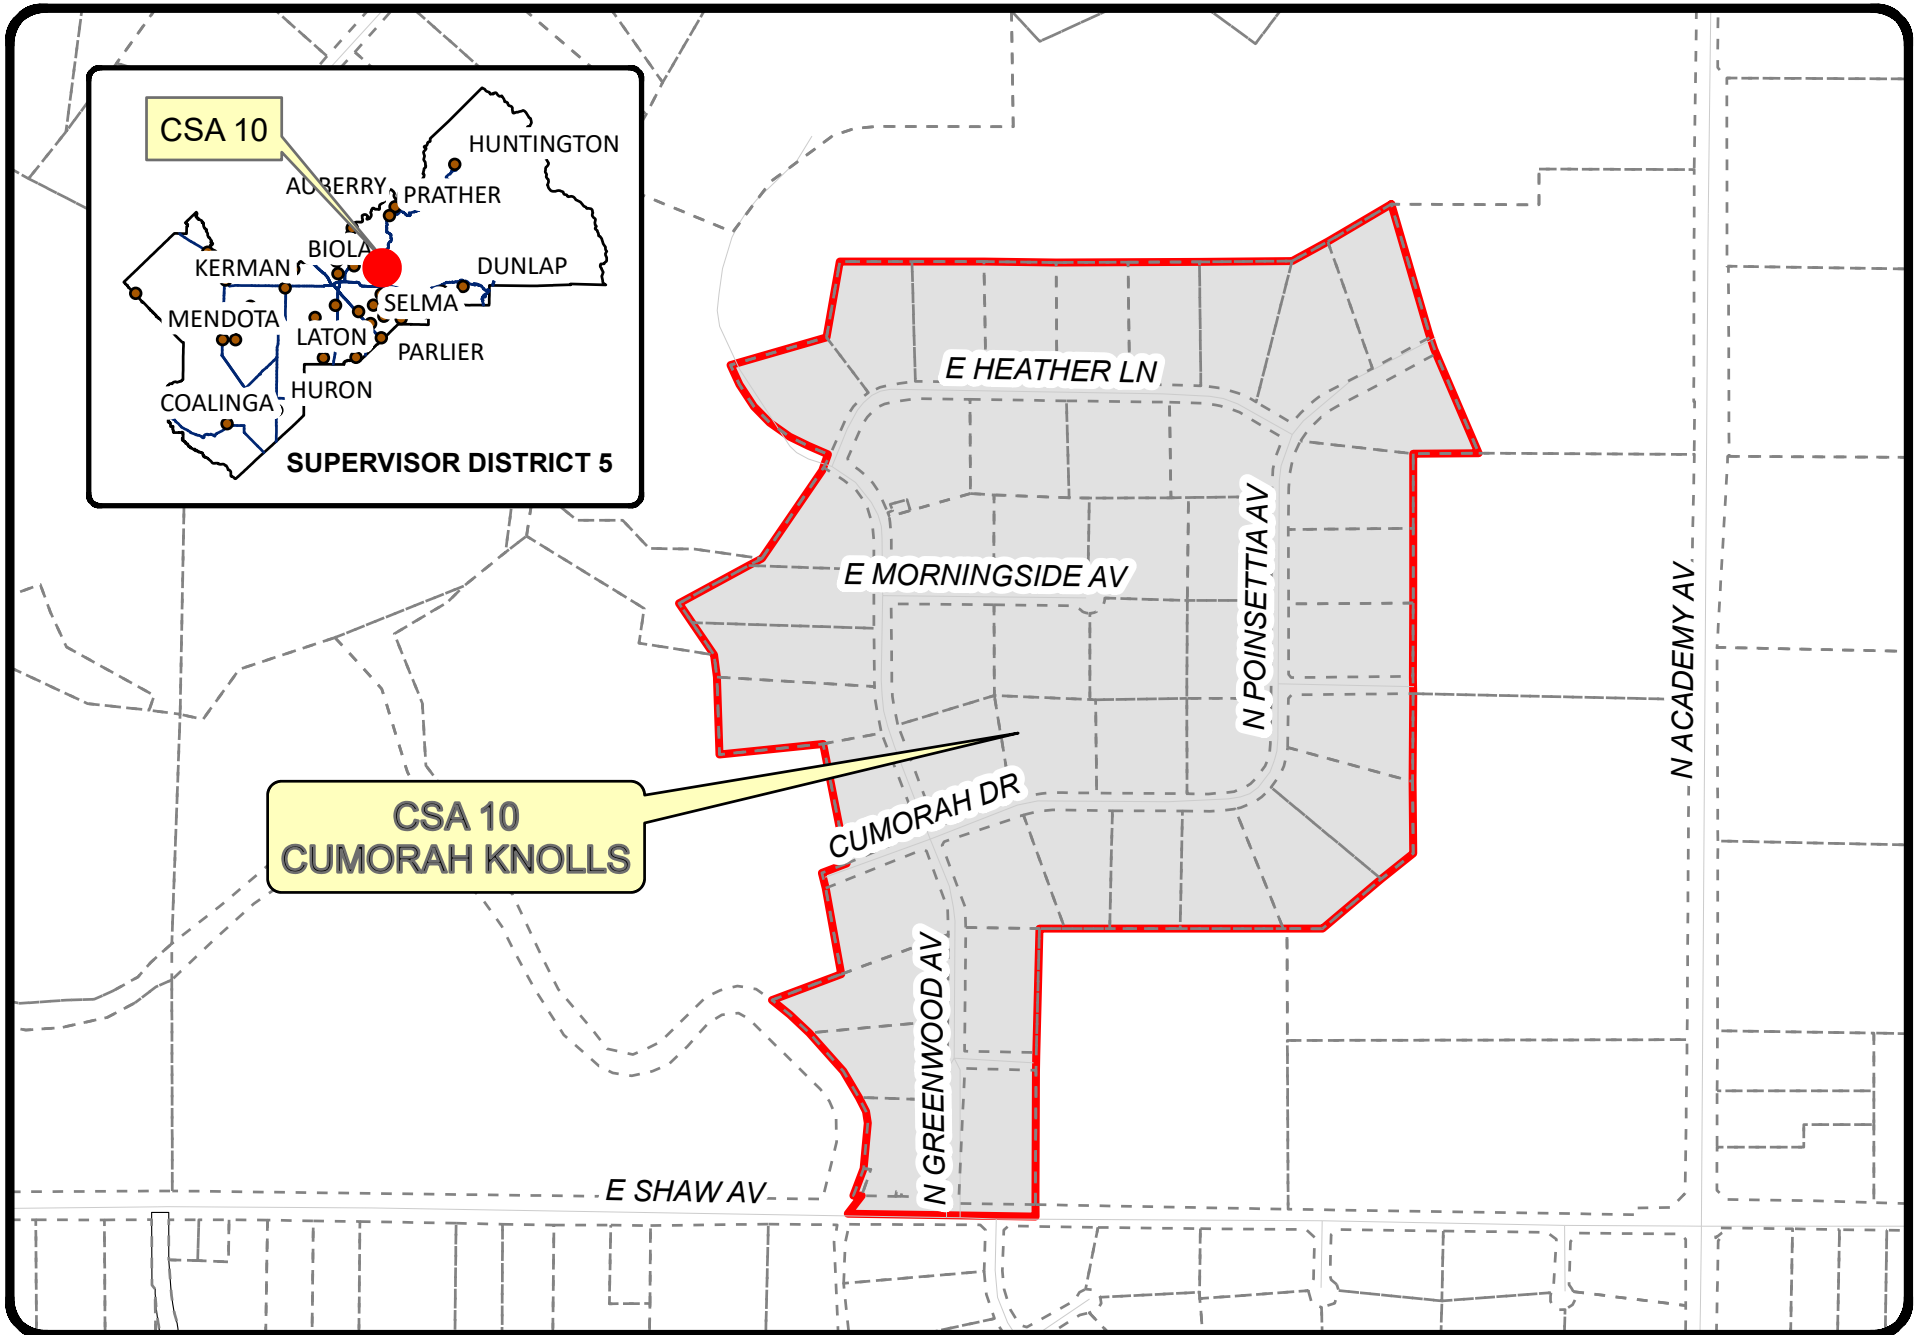 CSA 10
HUNTINGTON
AUBERRY
PRATHER
BIOLA
KERMAN
DUNLAP
SELMA
MENDOTA
LATON
PARLIER
HURON
COALINGA
SUPERVISOR DISTRICT 5
E HEATHER LN
E MORNINGSIDE AV
N POINSETTIA AV
N ACADEMY AV
CSA 10
CUMORAH KNOLLS
CUMORAH DR
N GREENWOOD AV
E SHAW AV